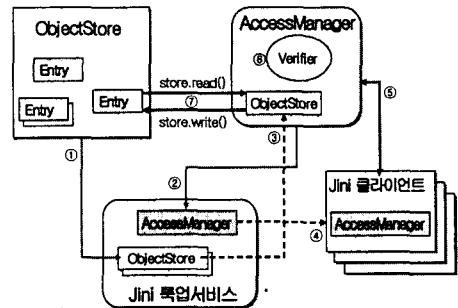 ObjectStore
Entry
Entry
Entry
AccessManager
⑥
Verifier
ObjectStore
store.read()
⑦
store.write()
①
②
③
④
⑤
Jini 클라이언트
AccessManager
AccessManager
ObjectStore
Jini 룩업서비스